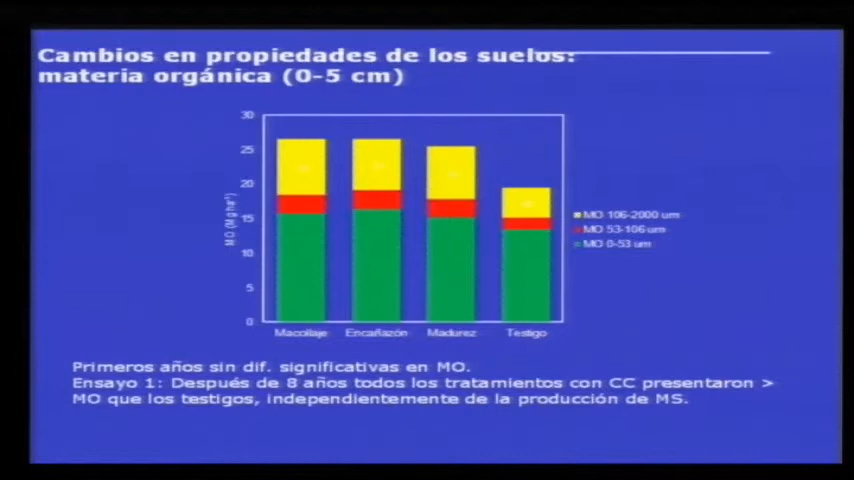 Cambios en propiedades de los suelos:
materia orgánica (0-5 cm)
30
25
20
15
10
5
0
MO (Mg ha⁻¹)
Macollaje Encañazón Madurez Testigo
MO 106-2000 um
MO 53-106 um
MO 0-53 um
Primeros años sin dif. significativas en MO.
Ensayo 1: Después de 8 años todos los tratamientos con CC presentaron >
MO que los testigos, independientemente de la producción de MS.